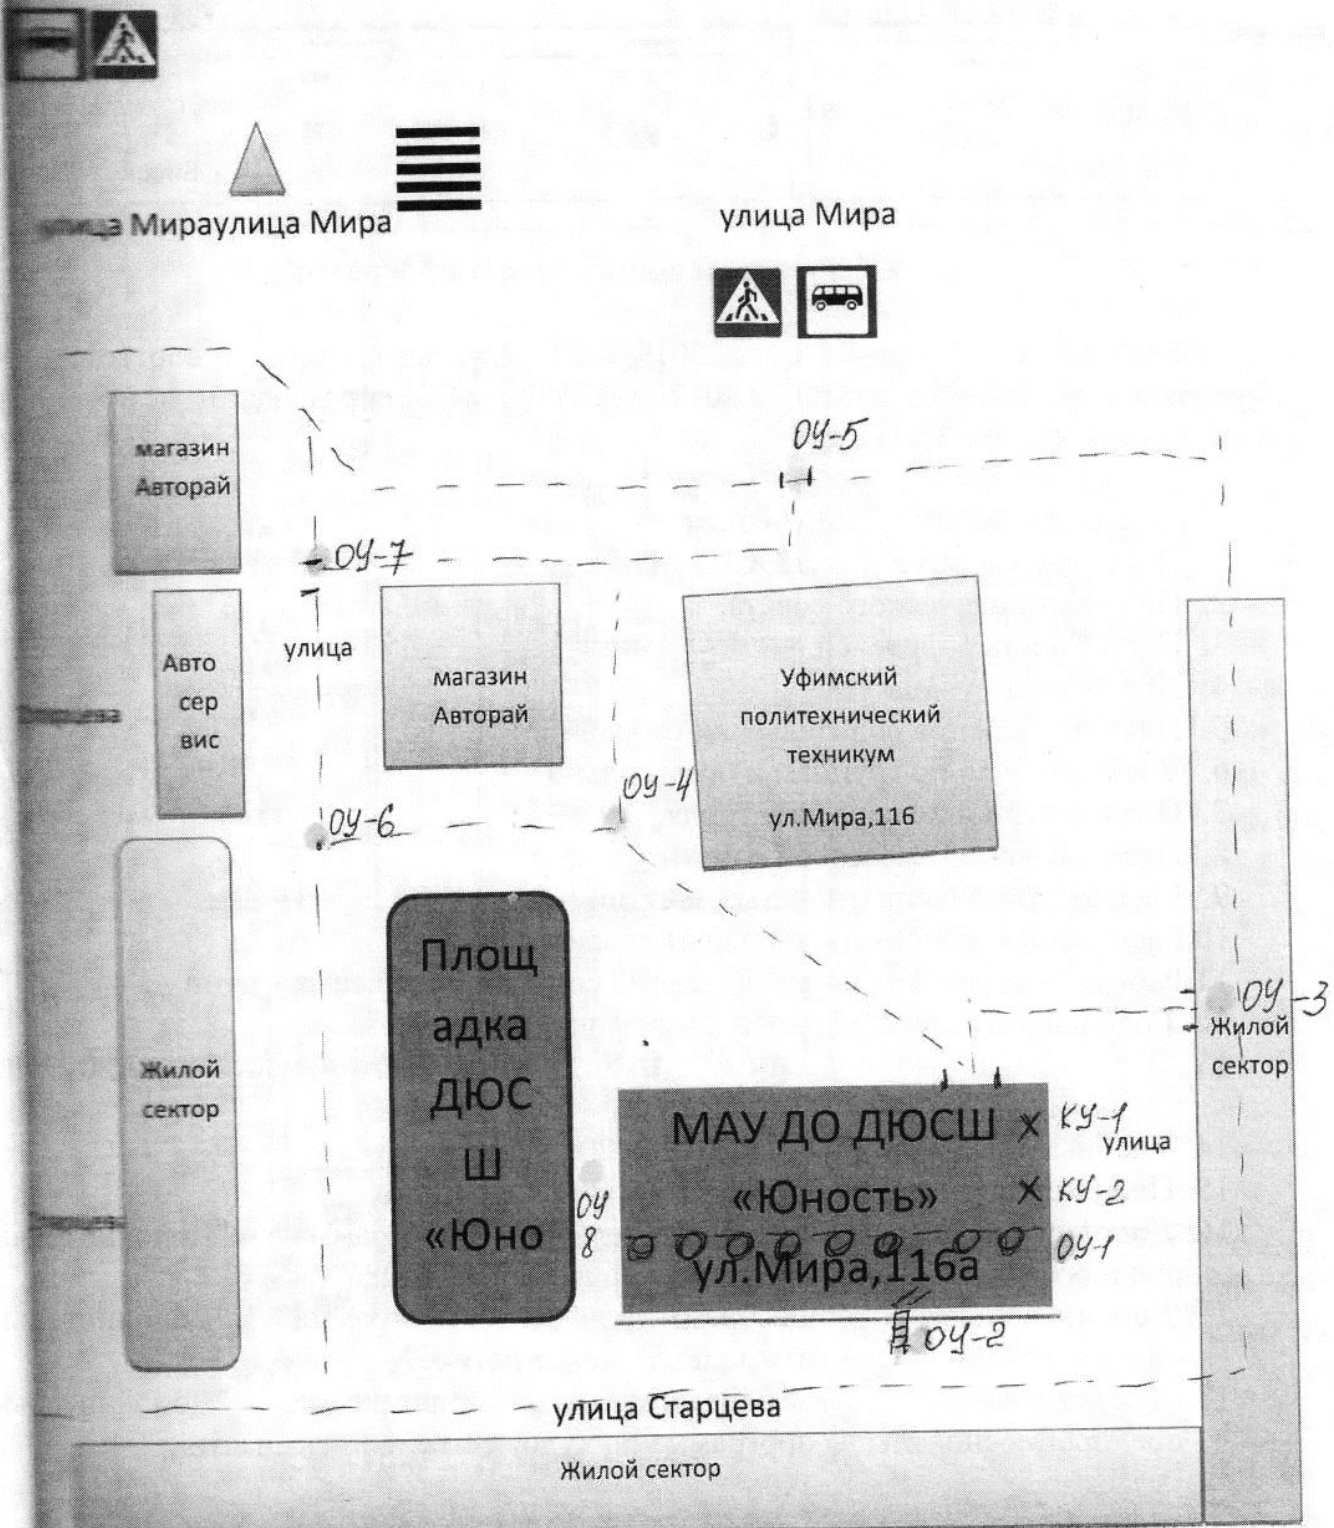 улица Мираулица Мира
улица Мира
ОУ-5
магазин
Авторай
ОУ-7
улица
Авто
сер
вис
магазин
Авторай
Уфимский
политехнический
техникум
ул.Мира,116
Старцева
ОУ-4
ОУ-6
ОУ-3
Жилой
сектор
Площ
адка
ДЮС
Ш
«Юно
Жилой
сектор
МАУ ДО ДЮСШ
«Юность»
ул.Мира,116а
КУ-1
улица
КУ-2
ОУ-1
ОУ
8
ОУ-2
улица Старцева
Жилой сектор